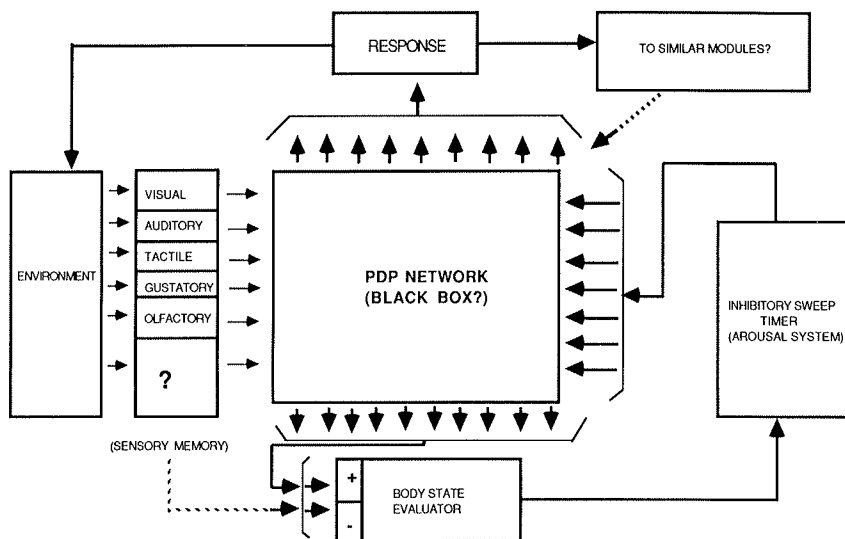 RESPONSE
TO SIMILAR MODULES?
ENVIRONMENT
VISUAL
AUDITORY
TACTILE
GUSTATORY
OLFACTORY
?
(SENSORY MEMORY)
PDP NETWORK
(BLACK BOX?)
INHIBITORY SWEEP
TIMER
(AROUSAL SYSTEM)
+
-
BODY STATE
EVALUATOR